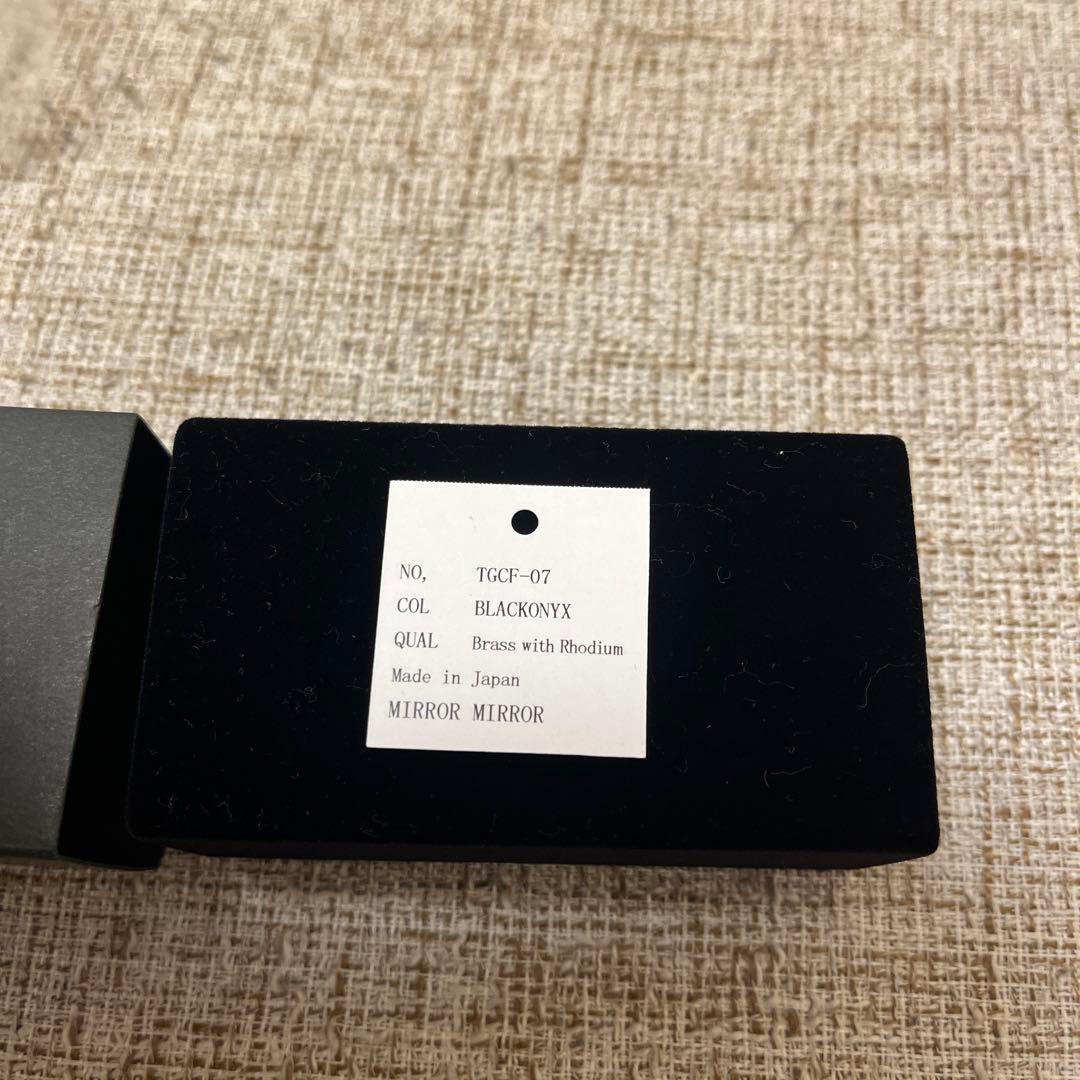 NO, TGCF-07
COL BLACKONYX
QUAL Brass with Rhodium
Made in Japan
MIRROR MIRROR